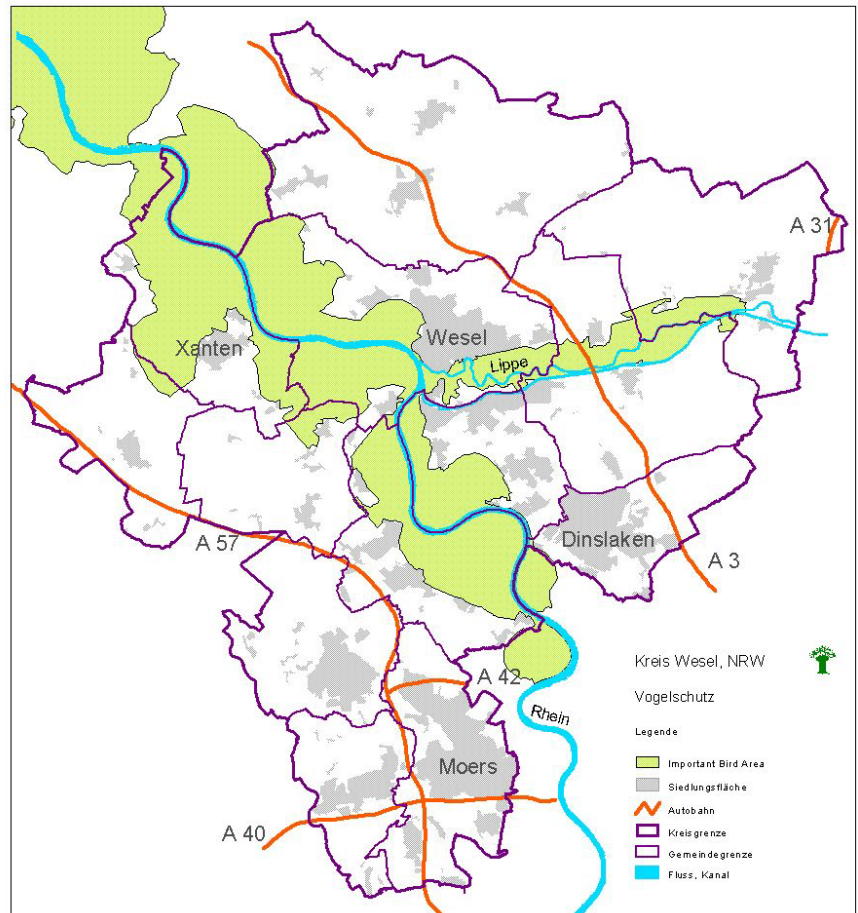 A 31
Wesel
Xanten
Lippe
A 57
Dinslaken
A 3
Kreis Wesel, NRW
A 42
Vogelschutz
Rhein
Legende
Important Bird Area
Moers
Siedlungsfläche
Autobahn
A 40
Kreisgrenze
Gemeindegrenze
Fluss, Kanal